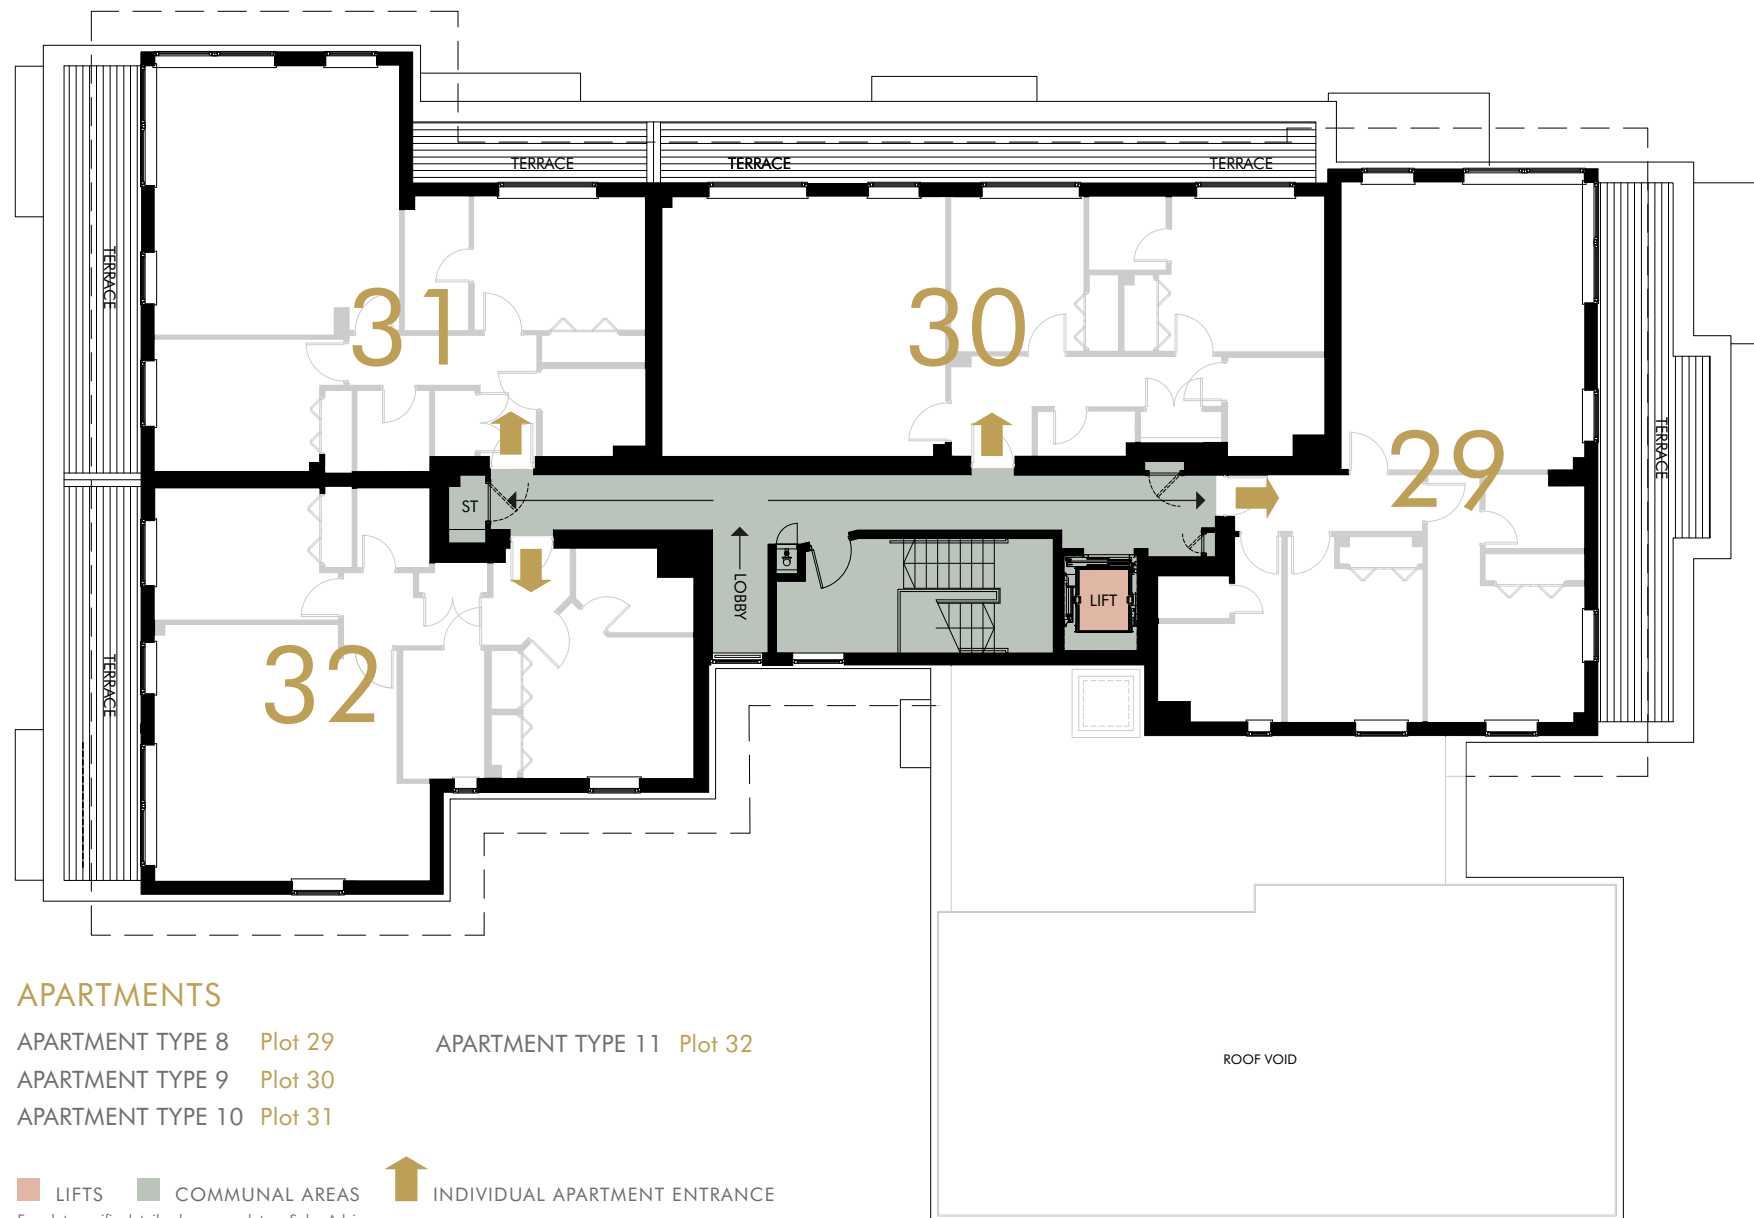 TERRACE
TERRACE
TERRACE
TERRACE
31
30
29
TERRACE
ST
LOBBY
LIFT
32
TERRACE
APARTMENTS
APARTMENT TYPE 8 Plot 29
APARTMENT TYPE 11 Plot 32
APARTMENT TYPE 9 Plot 30
APARTMENT TYPE 10 Plot 31
ROOF VOID
LIFTS
COMMUNAL AREAS
INDIVIDUAL APARTMENT ENTRANCE